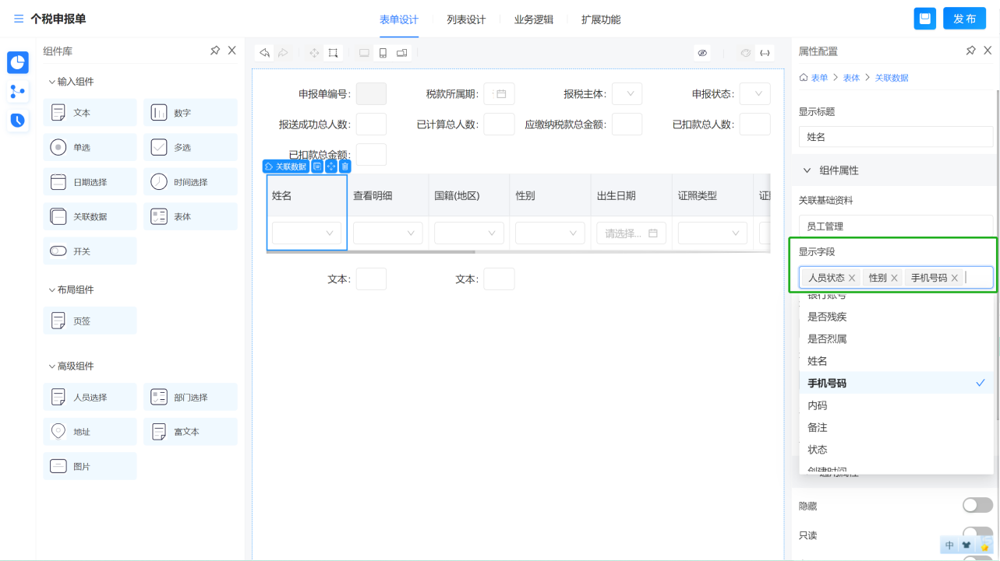 个税申报单
表单设计
列表设计
业务逻辑
扩展功能
发布
组件库
输入组件
文本
数字
单选
多选
日期选择
时间选择
关联数据
表体
开关
布局组件
页签
高级组件
人员选择
部门选择
地址
富文本
图片
申报单编号:
税款所属期:
报税主体:
申报状态:
报送成功总人数:
已计算总人数:
应缴纳税款总金额:
已扣款总人数:
已扣款总金额:
关联数据
姓名
查看明细
国籍(地区)
性别
出生日期
证照类型
请选择...
文本:
文本:
属性配置
表单 > 表体 > 关联数据
显示标题
姓名
组件属性
关联基础资料
员工管理
显示字段
人员状态 × 性别 × 手机号码 ×
银行账号
是否残疾
是否烈属
姓名
手机号码
内码
备注
状态
创建时间
通用属性
隐藏
只读
中